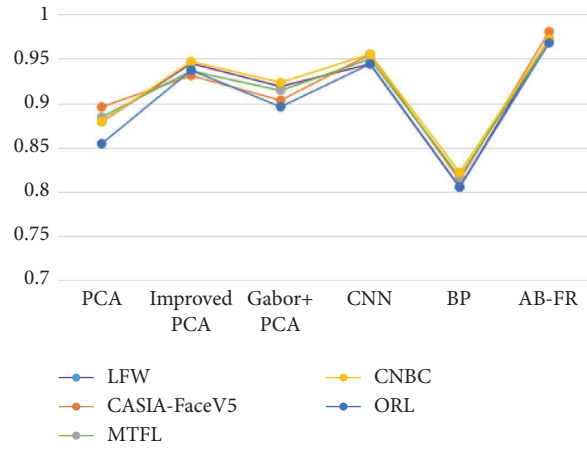 1
0.95
0.9
0.85
0.8
0.75
0.7
PCA Improved PCA Gabor+ PCA CNN BP AB-FR
LFW
CASIA-FaceV5
MTFL
CNBC
ORL